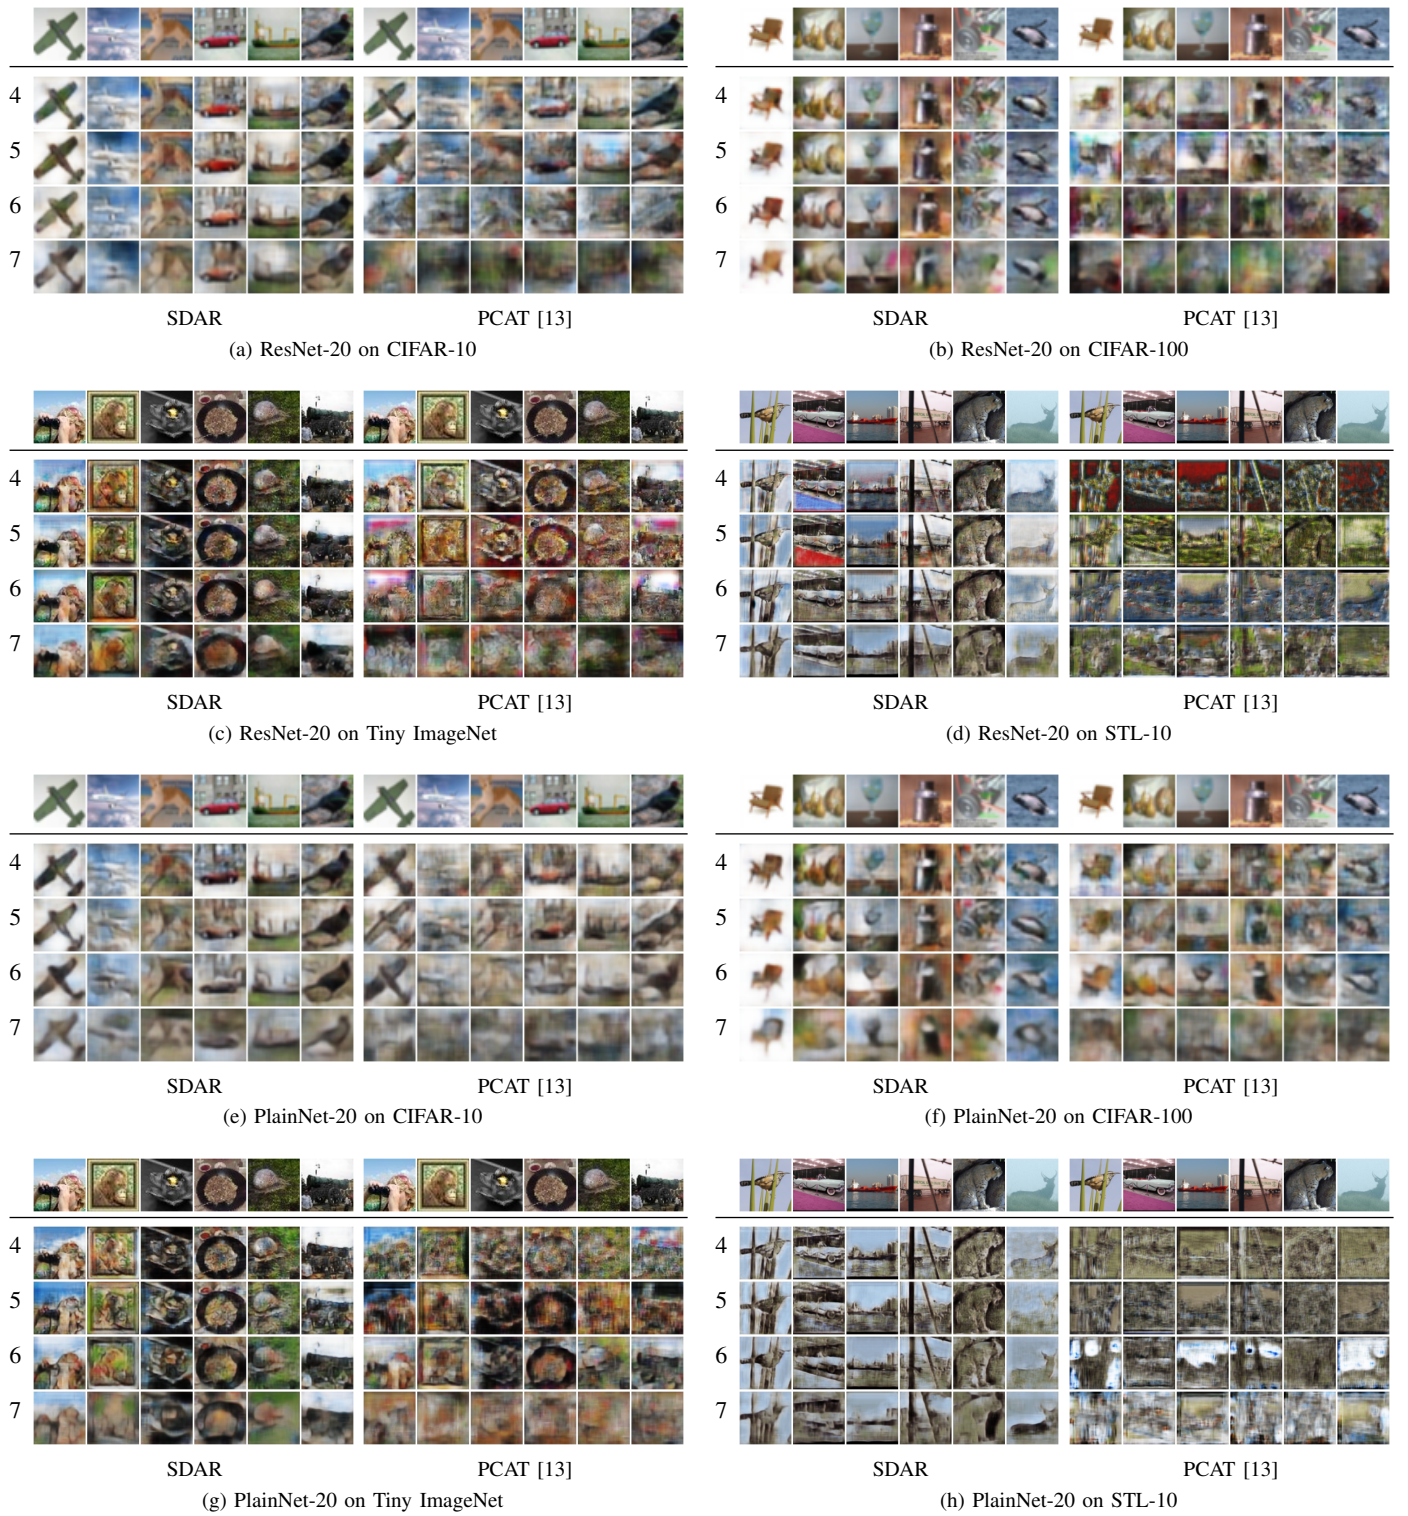 4
5
6
7
SDAR PCAT [13]
(a) ResNet-20 on CIFAR-10
4
5
6
7
SDAR PCAT [13]
(b) ResNet-20 on CIFAR-100
4
5
6
7
SDAR PCAT [13]
(c) ResNet-20 on Tiny ImageNet
4
5
6
7
SDAR PCAT [13]
(d) ResNet-20 on STL-10
4
5
6
7
SDAR PCAT [13]
(e) PlainNet-20 on CIFAR-10
4
5
6
7
SDAR PCAT [13]
(f) PlainNet-20 on CIFAR-100
4
5
6
7
SDAR PCAT [13]
(g) PlainNet-20 on Tiny ImageNet
4
5
6
7
SDAR PCAT [13]
(h) PlainNet-20 on STL-10